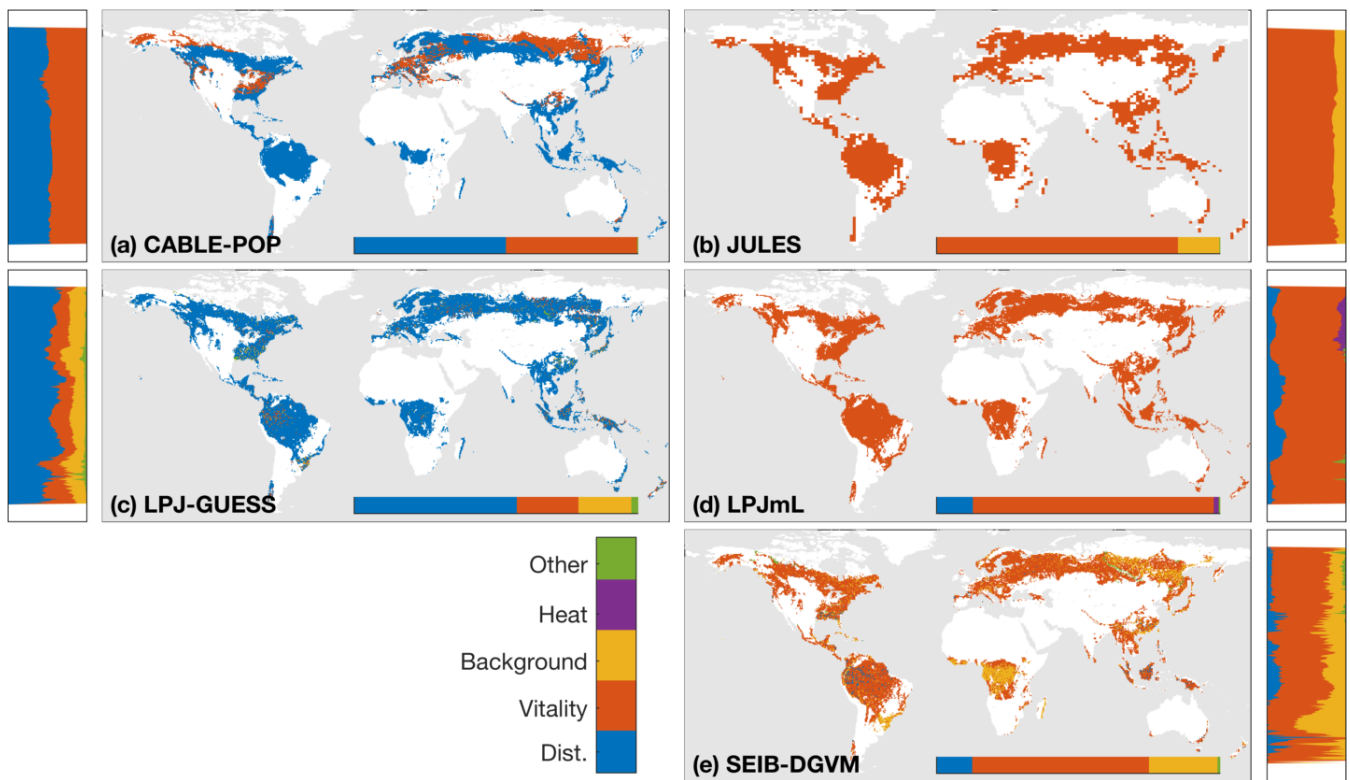 (a) CABLE-POP
(b) JULES
(c) LPJ-GUESS
(d) LPJmL
Other
Heat
Background
Vitality
Dist.
(e) SEIB-DGVM